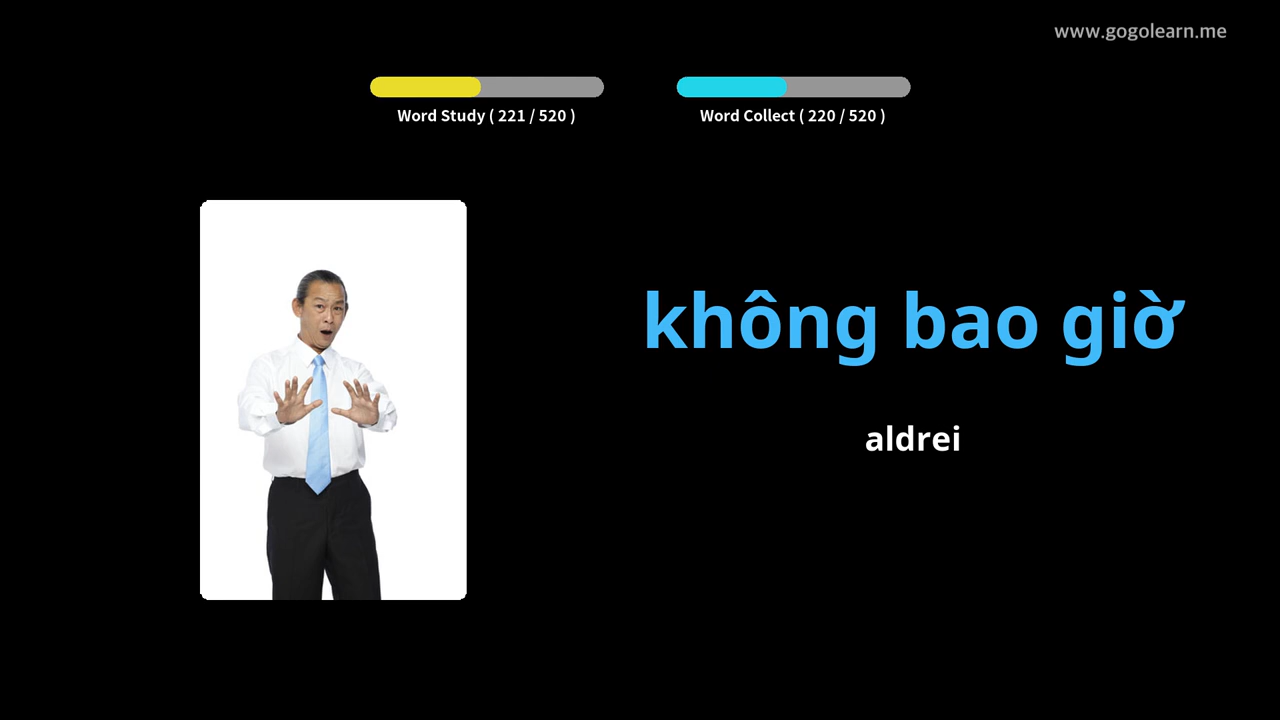 www.gogolearn.me
Word Study ( 221 / 520 )
Word Collect ( 220 / 520 )
không bao giờ
aldrei